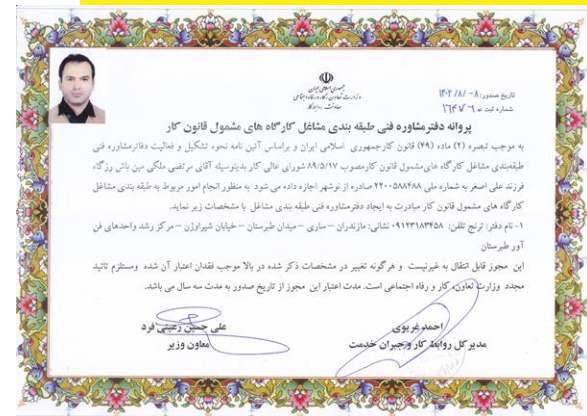 جمهوری اسلامی ایران
وزارت تعاون، کار و رفاه اجتماعی
معاونت روابط کار
تاریخ صدور:
شماره ثبت
پروانه دفتر مشاوره فنی طبقه بندی مشاغل کارگاه های مشمول قانون کار
به موجب تبصره (۲) ماده (۴۹) قانون کارجمهوری اسلامی ایران و براساس آئین نامه نحوه تشکیل و فعالیت دفاترمشاوره فنی
طبقه‌بندی مشاغل کارگاه های‌مشمول قانون کارمصوب ۸۹/۵/۱۷ شورای عالی کار بدینوسیله آقای مرتضی ملکی مین باش رزگاه
فرزند علی اصغر به شماره ملی ۲۲۰۰۵۸۸۴۸۸ صادره از نوشهر اجازه داده می شود به منظور انجام امور مربوط به طبقه بندی مشاغل
کارگاه های مشمول قانون کار مبادرت به ایجاد دفترمشاوره فنی طبقه بندی مشاغل با مشخصات زیر نماید.
۱- نام دفتر: ترنج تلفن: ۰۹۱۲۳۱۸۳۴۵۸ نشانی: مازندران – ساری – میدان طبرستان – خیابان شیراوژن – مرکز رشد واحدهای فن
آور طبرستان
این مجوز قابل انتقال به غیرنیست و هرگونه تغییر در مشخصات ذکر شده در بالا موجب فقدان اعتبار آن شده ومستلزم تائید
مجدد وزارت تعاون، کار و رفاه اجتماعی است. مدت اعتبار این مجوز از تاریخ صدور به مدت سه سال می باشد.
احمد غریوی
مدیرکل روابط کار و جبران خدمت
علی حسین رعیتی فرد
معاون وزیر